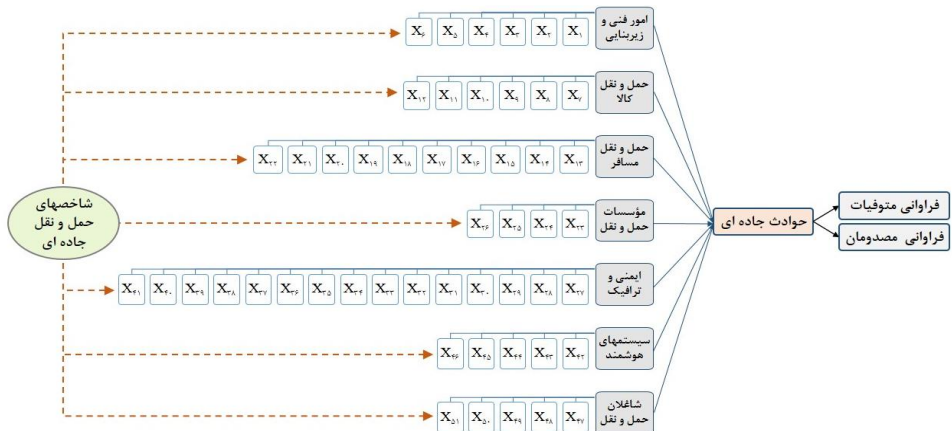 امور فنی و
زیربنایی
X۱ X۲ X۳ X۴ X۵ X۶
حمل و نقل
کالا
X۷ X۸ X۹ X۱۰ X۱۱ X۱۲
حمل و نقل
مسافر
X۱۳ X۱۴ X۱۵ X۱۶ X۱۷ X۱۸ X۱۹ X۲۰ X۲۱ X۲۲
مؤسسات
حمل و نقل
X۲۳ X۲۴ X۲۵ X۲۶
ایمنی و
ترافیک
X۲۷ X۲۸ X۲۹ X۳۰ X۳۱ X۳۲ X۳۳ X۳۴ X۳۵ X۳۶ X۳۷ X۳۸ X۳۹ X۴۰ X۴۱
سیستمهای
هوشمند
X۴۲ X۴۳ X۴۴ X۴۵ X۴۶
شاغلان
حمل و نقل
X۴۷ X۴۸ X۴۹ X۵۰ X۵۱
حوادث جاده ای
فراوانی متوفیات
فراوانی مصدومان
شاخصهای
حمل و نقل
جاده ای